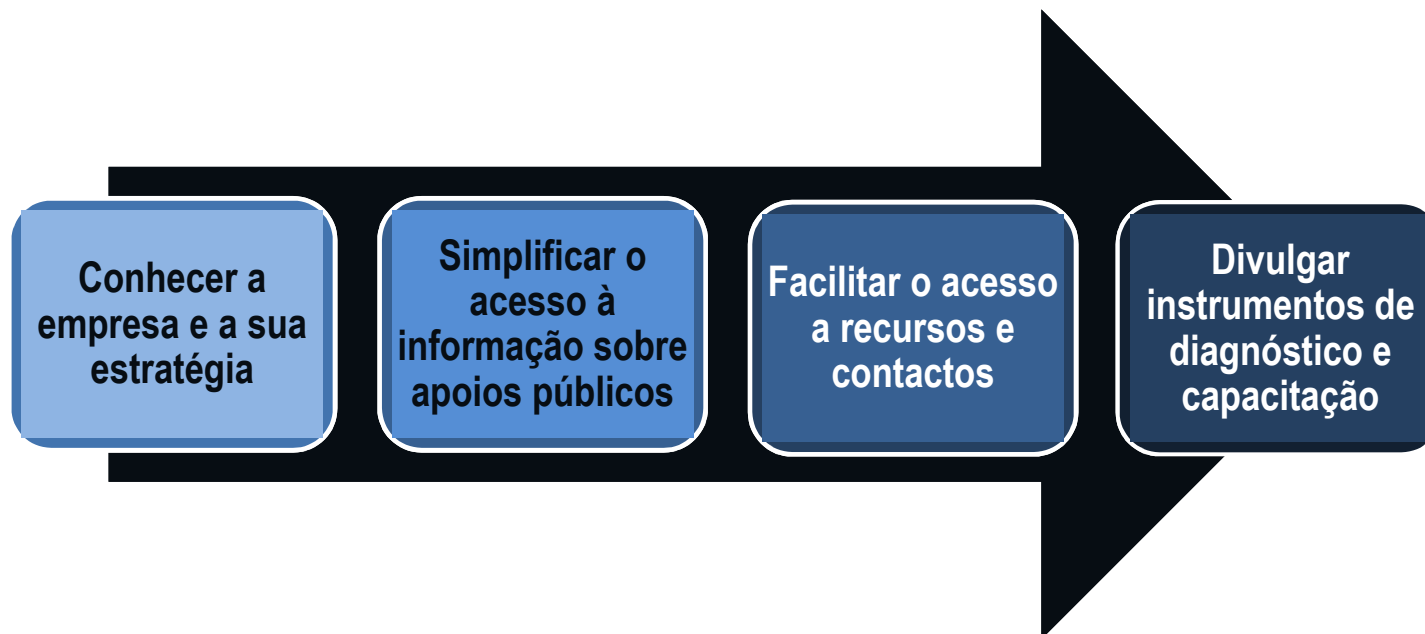 Conhecer a
empresa e a sua
estratégia
Simplificar o
acesso à
informação sobre
apoios públicos
Facilitar o acesso
a recursos e
contactos
Divulgar
instrumentos de
diagnóstico e
capacitação